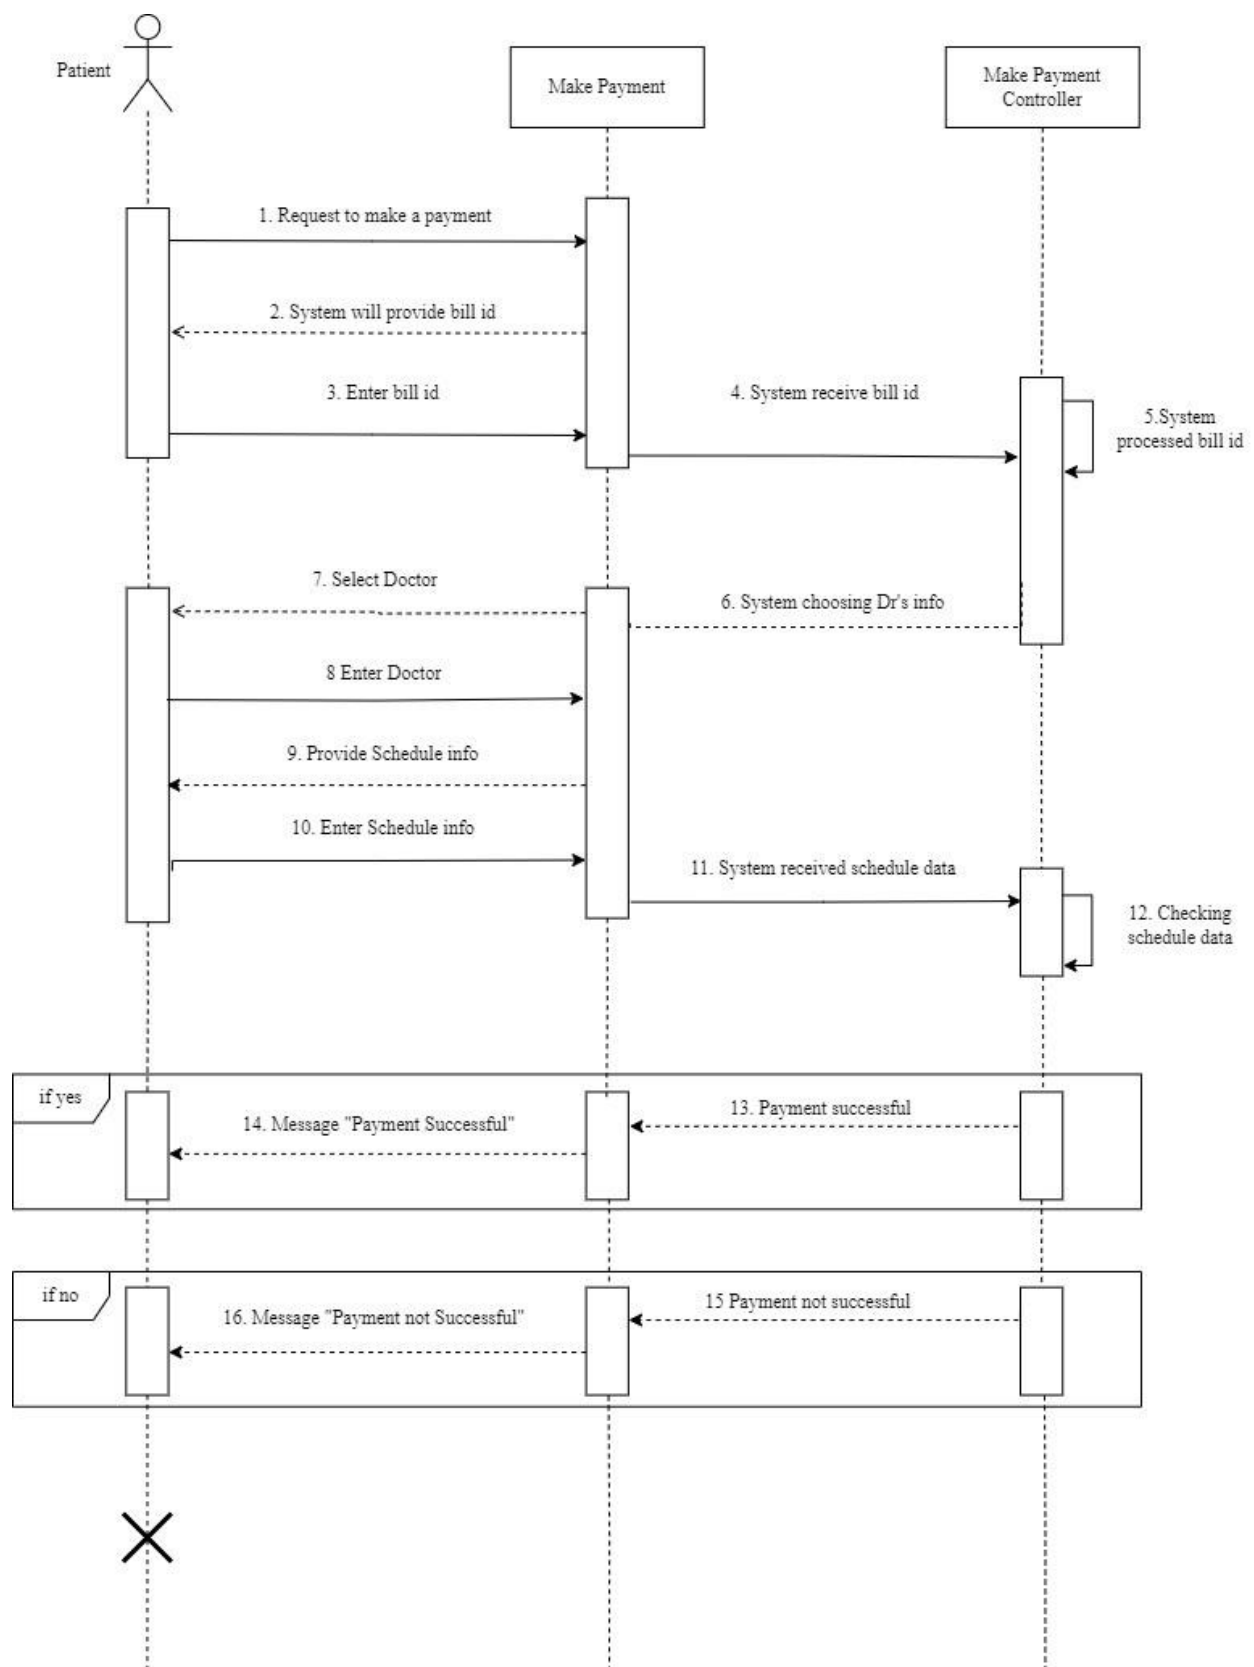 Patient
Make Payment
Make Payment
Controller
1. Request to make a payment
2. System will provide bill id
3. Enter bill id
4. System receive bill id
5.System
processed bill id
7. Select Doctor
6. System choosing Dr's info
8 Enter Doctor
9. Provide Schedule info
10. Enter Schedule info
11. System received schedule data
12. Checking
schedule data
if yes
13. Payment successful
14. Message "Payment Successful"
if no
15 Payment not successful
16. Message "Payment not Successful"